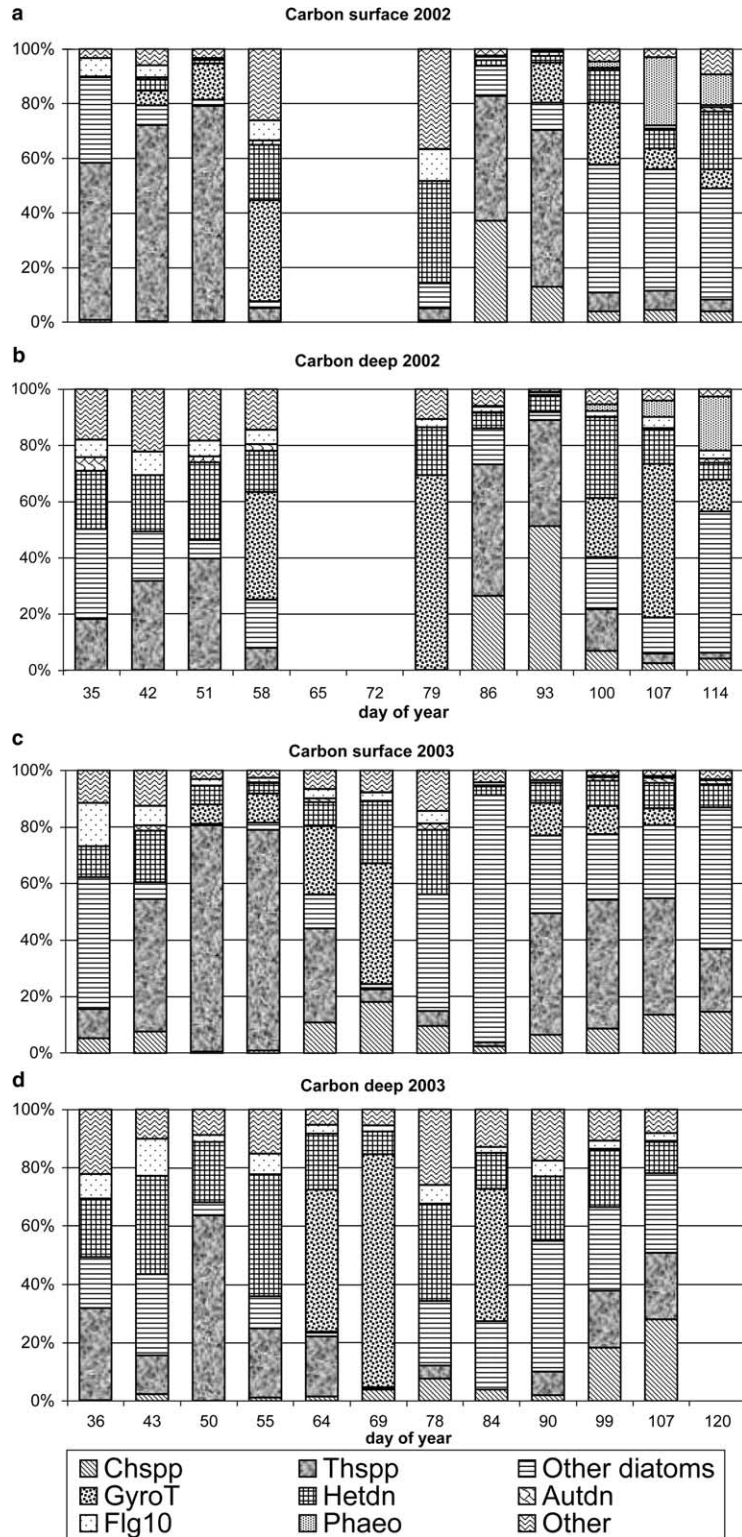 a
Carbon surface 2002
100%
80%
60%
40%
20%
0%
b
Carbon deep 2002
100%
80%
60%
40%
20%
0%
35 42 51 58 65 72 79 86 93 100 107 114
day of year
c
Carbon surface 2003
100%
80%
60%
40%
20%
0%
d
Carbon deep 2003
100%
80%
60%
40%
20%
0%
36 43 50 55 64 69 78 84 90 99 107 120
day of year
Chspp Thspp Other diatoms
GyroT Hetdn Autdn
Flg10 Phaeo Other